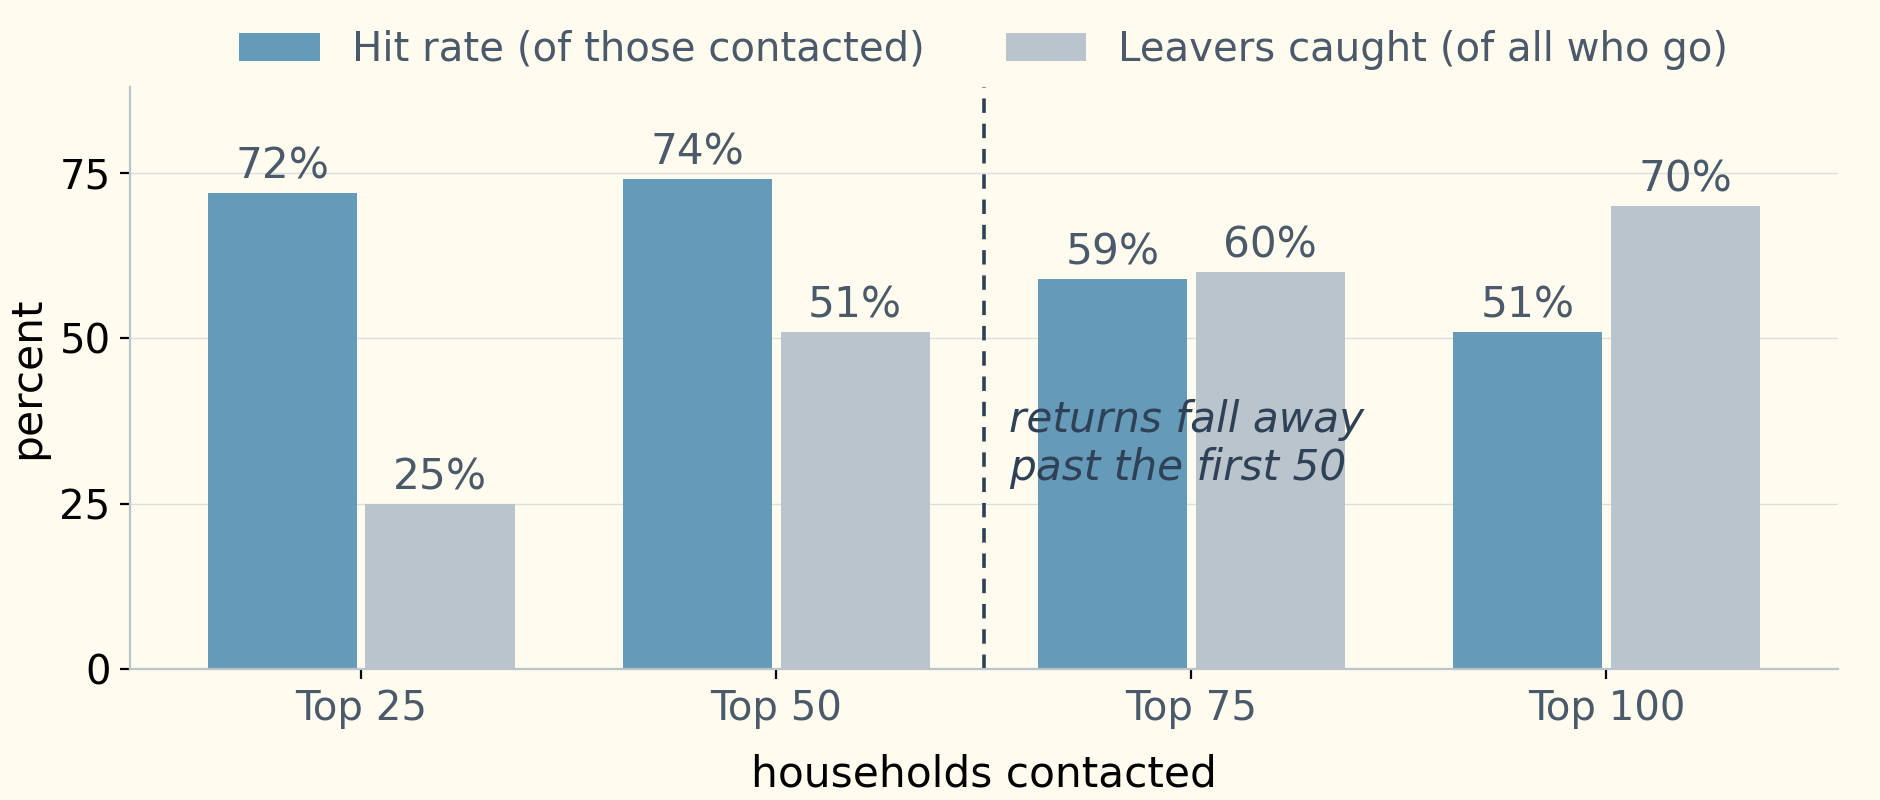 Hit rate (of those contacted) Leavers caught (of all who go)
percent
75
50
25
0
72%
25%
74%
51%
59%
60%
51%
70%
returns fall away
past the first 50
Top 25 Top 50 Top 75 Top 100
households contacted